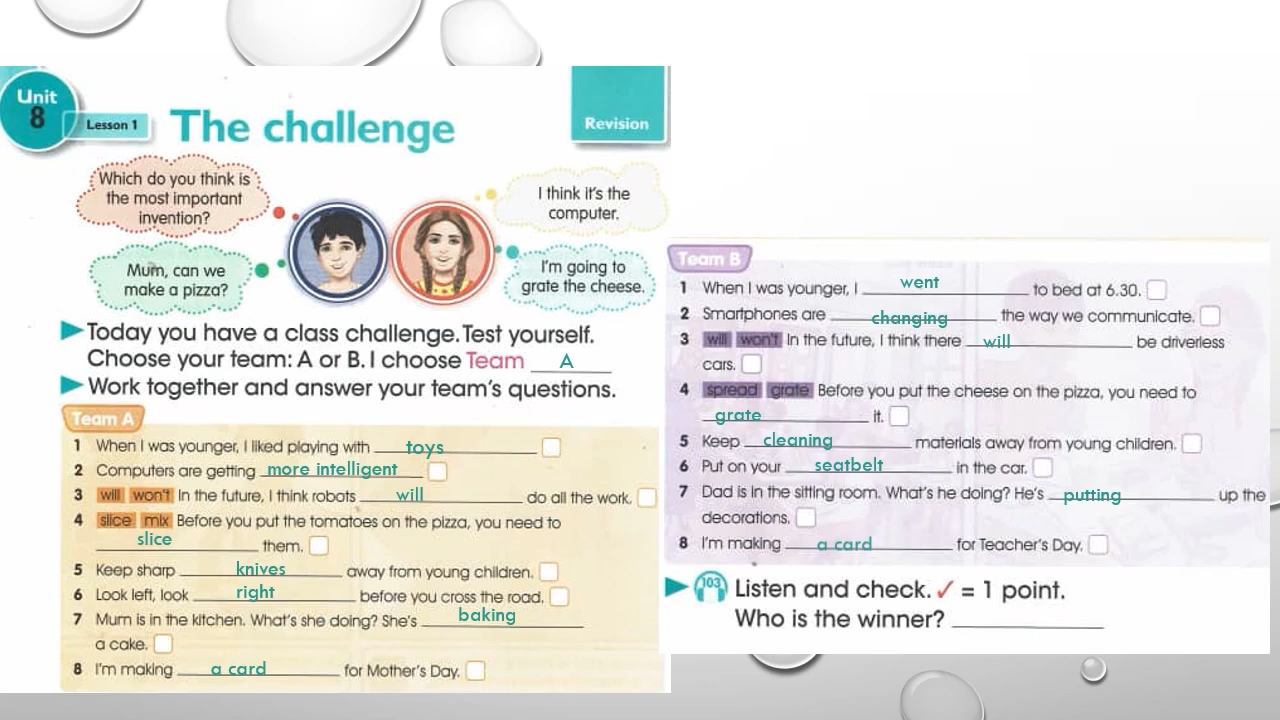 Unit
8
Lesson 1
The challenge
Revision
Which do you think is
the most important
invention?
I think it's the
computer.
Mum, can we
make a pizza?
I'm going to
grate the cheese.
Today you have a class challenge. Test yourself.
Choose your team: A or B. I choose Team A
Work together and answer your team's questions.
Team A
1 When I was younger, I liked playing with toys
2 Computers are getting more intelligent
3 will won't In the future, I think robots will do all the work.
4 slice mix Before you put the tomatoes on the pizza, you need to
slice them.
5 Keep sharp knives away from young children.
6 Look left, look right before you cross the road.
7 Mum is in the kitchen. What's she doing? She's baking
a cake.
8 I'm making a card for Mother's Day.
Team B
1 When I was younger, I went to bed at 6.30.
2 Smartphones are changing the way we communicate.
3 will won't In the future, I think there will be driverless
cars.
4 spread grate Before you put the cheese on the pizza, you need to
grate it.
5 Keep cleaning materials away from young children.
6 Put on your seatbelt in the car.
7 Dad is in the sitting room. What's he doing? He's putting up the
decorations.
8 I'm making a card for Teacher's Day.
103 Listen and check. ✓ = 1 point.
Who is the winner?